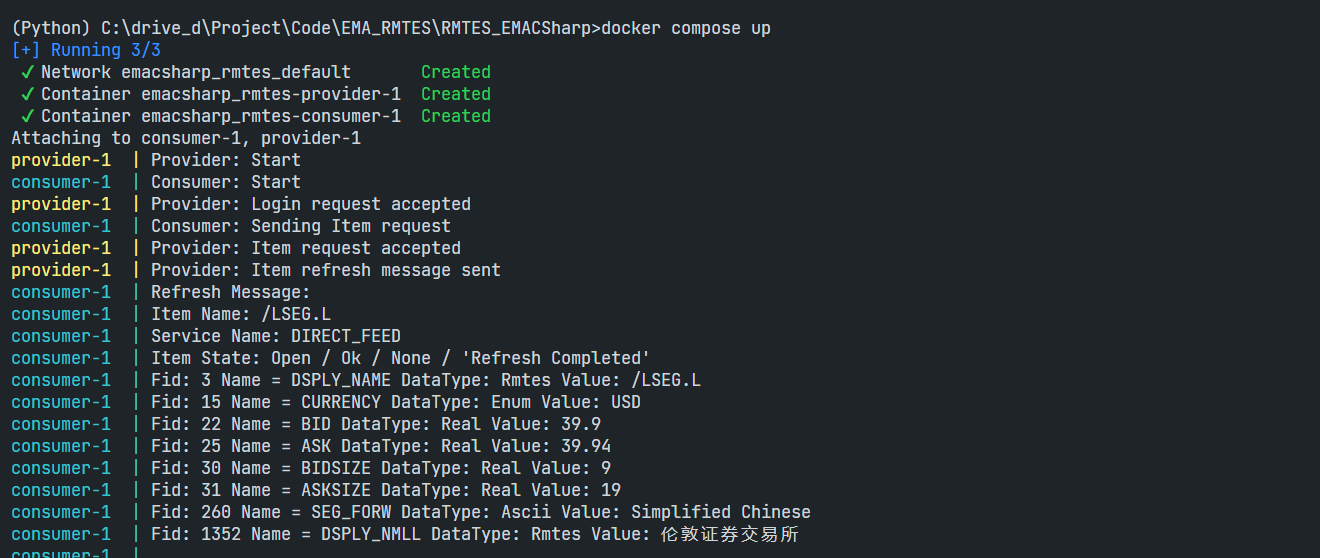 (Python) C:\drive_d\Project\Code\EMA_RMTES\RMTES_EMACSharp>docker compose up
[+] Running 3/3
✔ Network emacsharp_rmtes_default Created
✔ Container emacsharp_rmtes-provider-1 Created
✔ Container emacsharp_rmtes-consumer-1 Created
Attaching to consumer-1, provider-1
provider-1 | Provider: Start
consumer-1 | Consumer: Start
provider-1 | Provider: Login request accepted
consumer-1 | Consumer: Sending Item request
provider-1 | Provider: Item request accepted
provider-1 | Provider: Item refresh message sent
consumer-1 | Refresh Message:
consumer-1 | Item Name: /LSEG.L
consumer-1 | Service Name: DIRECT_FEED
consumer-1 | Item State: Open / Ok / None / 'Refresh Completed'
consumer-1 | Fid: 3 Name = DSPLY_NAME DataType: Rmtes Value: /LSEG.L
consumer-1 | Fid: 15 Name = CURRENCY DataType: Enum Value: USD
consumer-1 | Fid: 22 Name = BID DataType: Real Value: 39.9
consumer-1 | Fid: 25 Name = ASK DataType: Real Value: 39.94
consumer-1 | Fid: 30 Name = BIDSIZE DataType: Real Value: 9
consumer-1 | Fid: 31 Name = ASKSIZE DataType: Real Value: 19
consumer-1 | Fid: 260 Name = SEG_FORW DataType: Ascii Value: Simplified Chinese
consumer-1 | Fid: 1352 Name = DSPLY_NMLL DataType: Rmtes Value: 伦敦证券交易所
consumer-1 |